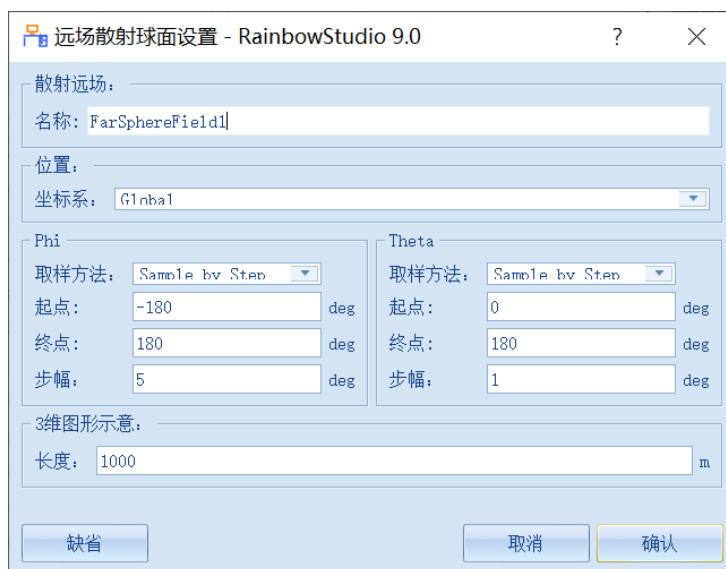 远场散射球面设置 - RainbowStudio 9.0 ?
散射远场:
名称: FarSphereField1
位置:
坐标系: Global
Phi
取样方法: Sample by Step
起点: -180 deg
终点: 180 deg
步幅: 5 deg
Theta
取样方法: Sample by Step
起点: 0 deg
终点: 180 deg
步幅: 1 deg
3维图形示意:
长度: 1000 m
缺省 取消 确认